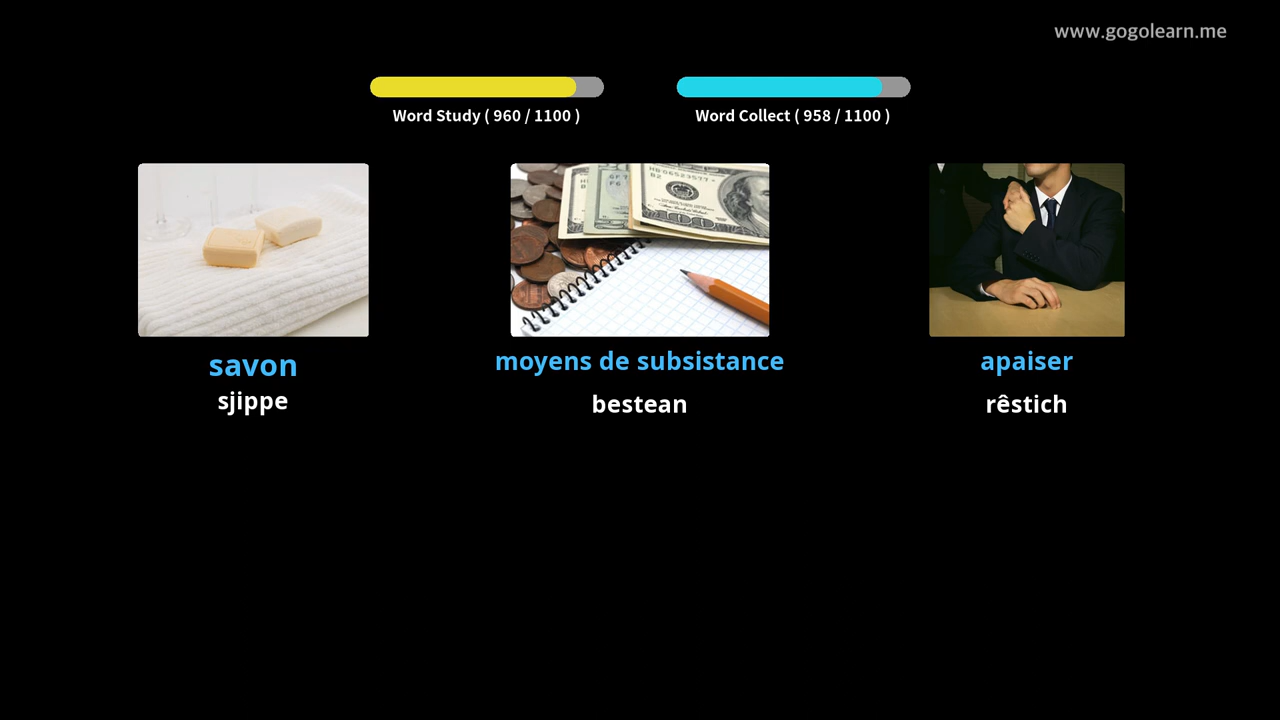 www.gogolearn.me
Word Study ( 960 / 1100 )
Word Collect ( 958 / 1100 )
savon
sjippe
moyens de subsistance
bestean
apaiser
rêstich